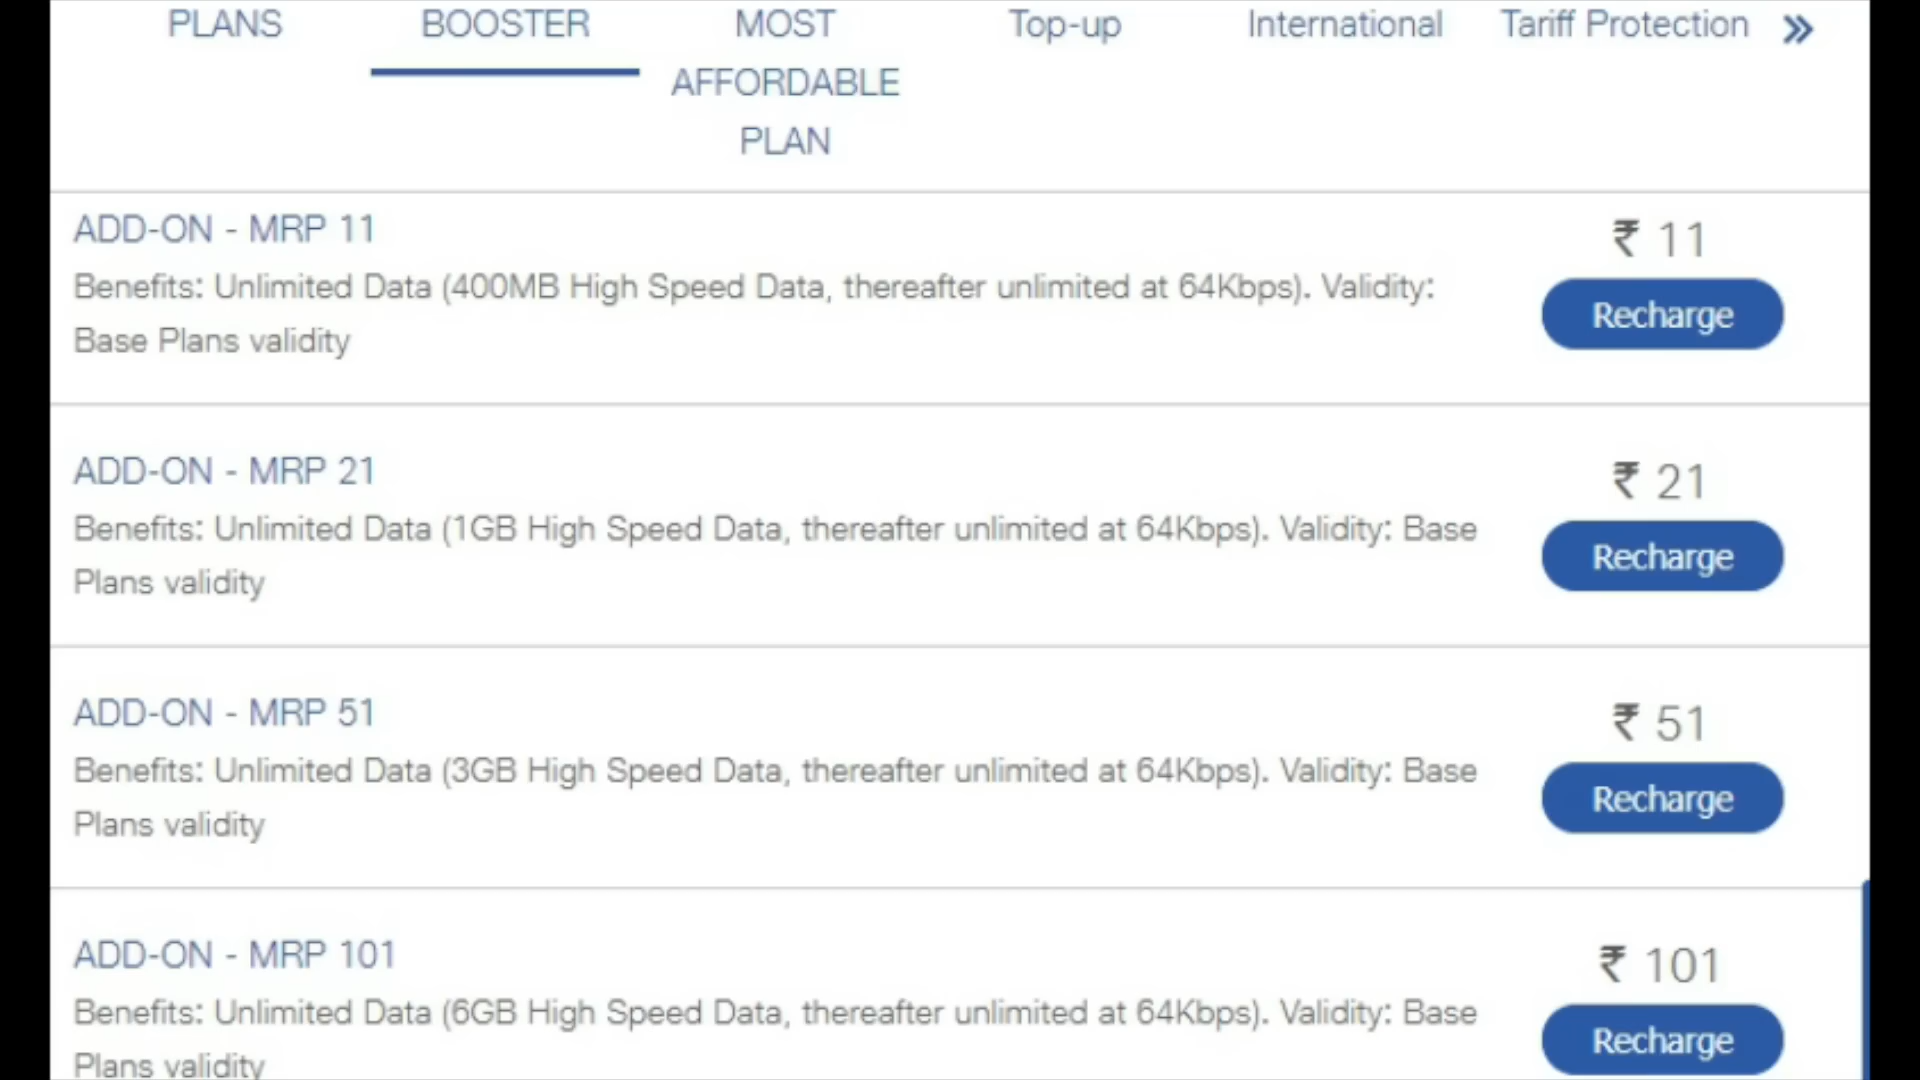 PLANS
BOOSTER
MOST
AFFORDABLE
PLAN
Top-up
International
Tariff Protection »
ADD-ON - MRP 11
Benefits: Unlimited Data (400MB High Speed Data, thereafter unlimited at 64Kbps). Validity:
Base Plans validity
₹ 11
Recharge
ADD-ON - MRP 21
Benefits: Unlimited Data (1GB High Speed Data, thereafter unlimited at 64Kbps). Validity: Base
Plans validity
₹ 21
Recharge
ADD-ON - MRP 51
Benefits: Unlimited Data (3GB High Speed Data, thereafter unlimited at 64Kbps). Validity: Base
Plans validity
₹ 51
Recharge
ADD-ON - MRP 101
Benefits: Unlimited Data (6GB High Speed Data, thereafter unlimited at 64Kbps). Validity: Base
Plans validity
₹ 101
Recharge